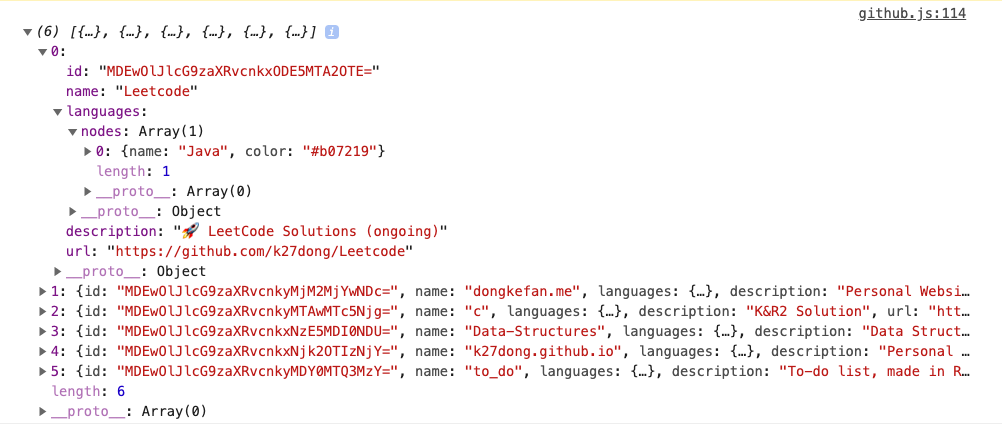 github.js:114
(6) [{…}, {…}, {…}, {…}, {…}, {…}] i
0:
id: "MDEwOlJlcG9zaXRvcnkxODE5MTA2OTE="
name: "Leetcode"
languages:
nodes: Array(1)
0: {name: "Java", color: "#b07219"}
length: 1
__proto__: Array(0)
__proto__: Object
description: "🚀 LeetCode Solutions (ongoing)"
url: "https://github.com/k27dong/Leetcode"
__proto__: Object
1: {id: "MDEwOlJlcG9zaXRvcnkyMjM2MjYwNDc=", name: "dongkefan.me", languages: {…}, description: "Personal Websi…
2: {id: "MDEwOlJlcG9zaXRvcnkyMTAwMTc5Njg=", name: "c", languages: {…}, description: "K&R2 Solution", url: "htt…
3: {id: "MDEwOlJlcG9zaXRvcnkxNzE5MDI0NDU=", name: "Data-Structures", languages: {…}, description: "Data Struct…
4: {id: "MDEwOlJlcG9zaXRvcnkxNjk2OTIzNjY=", name: "k27dong.github.io", languages: {…}, description: "Personal …
5: {id: "MDEwOlJlcG9zaXRvcnkyMDY0MTQ3MzY=", name: "to_do", languages: {…}, description: "To-do list, made in R…
length: 6
__proto__: Array(0)